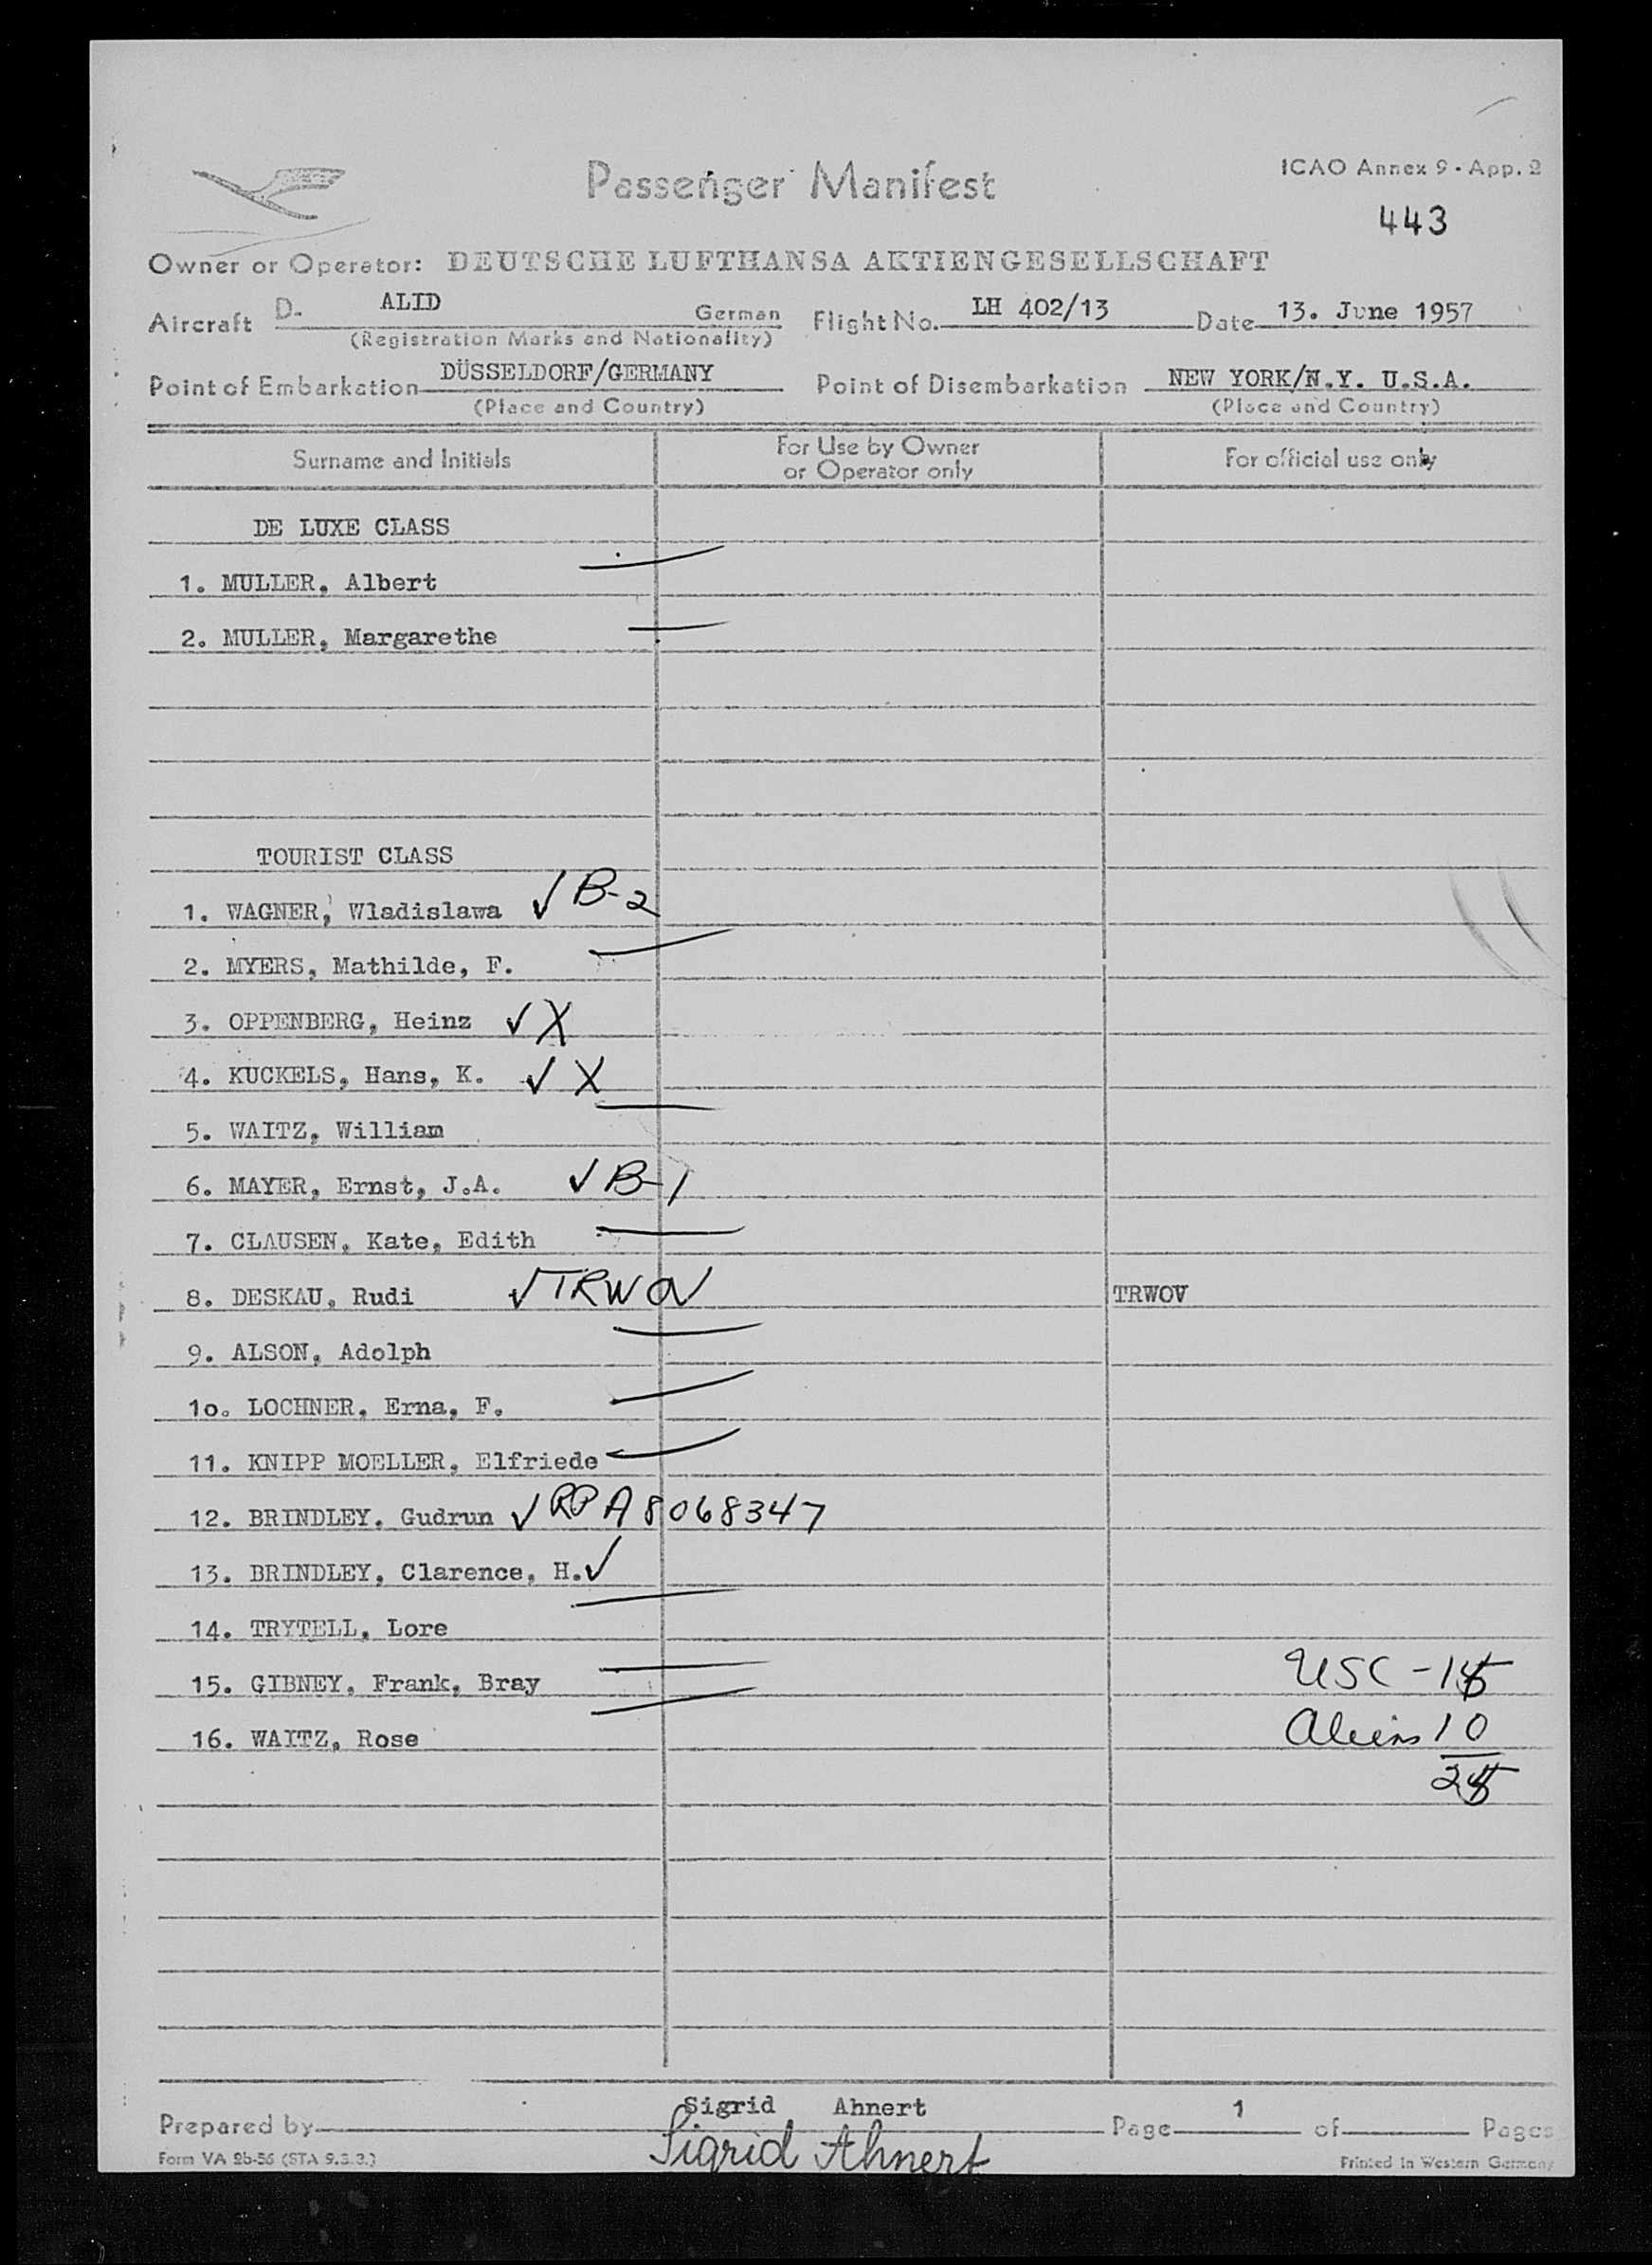 Passenger Manifest
ICAO Annex 9 - App. 2
443
Owner or Operator: DEUTSCHE LUFTHANSA AKTIENGESELLSCHAFT
Aircraft D- ALID German Flight No. LH 402/13 Date 13. June 1957
(Registration Marks and Nationality)
Point of Embarkation DÜSSELDORF/GERMANY Point of Disembarkation NEW YORK/N.Y. U.S.A.
(Place and Country) (Place and Country)
Surname and Initials For Use by Owner or Operator only For official use only
DE LUXE CLASS
1. MULLER, Albert
2. MULLER, Margarethe
TOURIST CLASS
1. WAGNER, Wladislawa ✓ B-2
2. MYERS, Mathilde, F.
3. OPPENBERG, Heinz ✓ X
4. KUCKELS, Hans, K. ✓ X
5. WAITZ, William
6. MAYER, Ernst, J.A. ✓ B-1
7. CLAUSEN, Kate, Edith
8. DESKAU, Rudi ✓ TRWOV TRWOV
9. ALSON, Adolph
1o. LOCHNER, Erna, F.
11. KNIPP MOELLER, Elfriede
12. BRINDLEY, Gudrun ✓ RP A8068347
13. BRINDLEY, Clarence, H. ✓
14. TRYTELL, Lore
15. GIBNEY, Frank, Bray USC -
16. WAITZ, Rose Aliens 10
Sigrid Ahnert
Prepared by Sigrid Ahnert Page 1 of Pages
Form VA 2b-56 (STA 9.3.3.) Printed in Western Germany